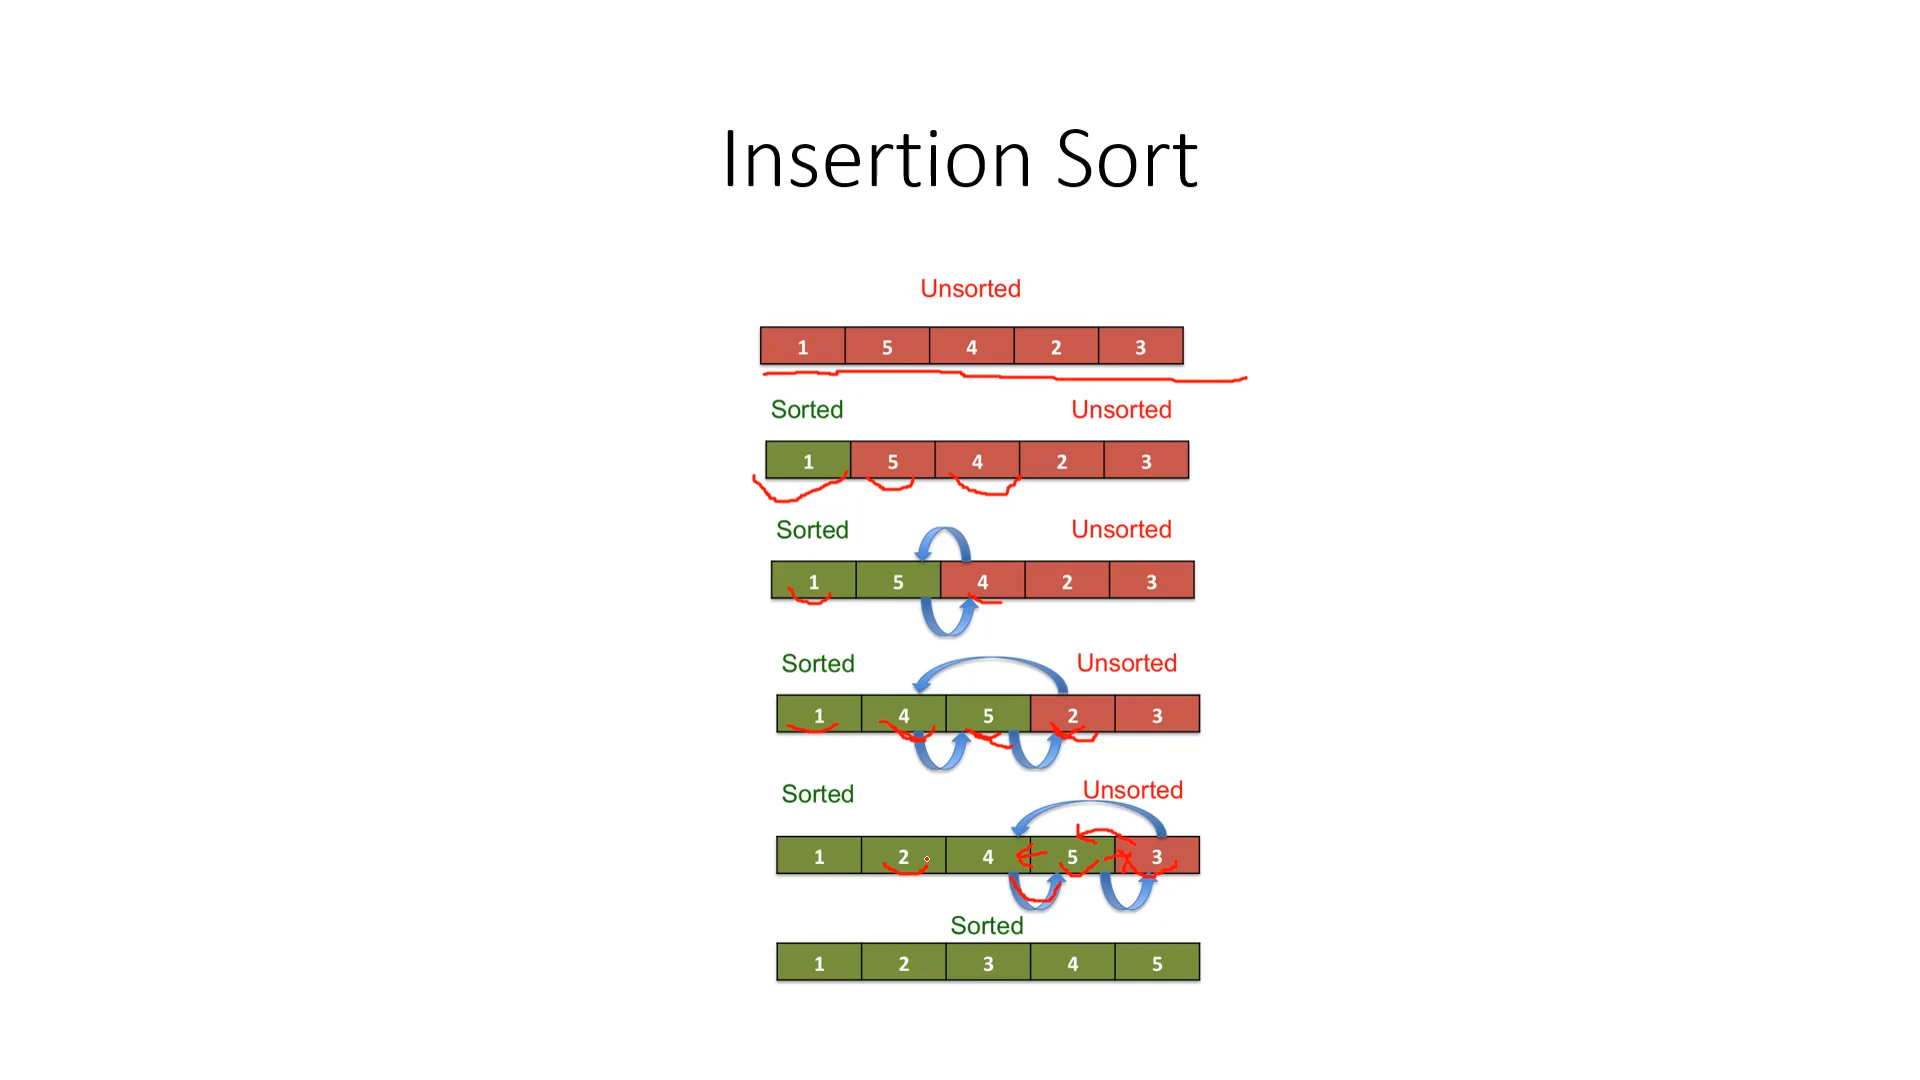 Insertion Sort
Unsorted
1 5 4 2 3
Sorted Unsorted
1 5 4 2 3
Sorted Unsorted
1 5 4 2 3
Sorted Unsorted
1 4 5 2 3
Sorted Unsorted
1 2 4 5 3
Sorted
1 2 3 4 5